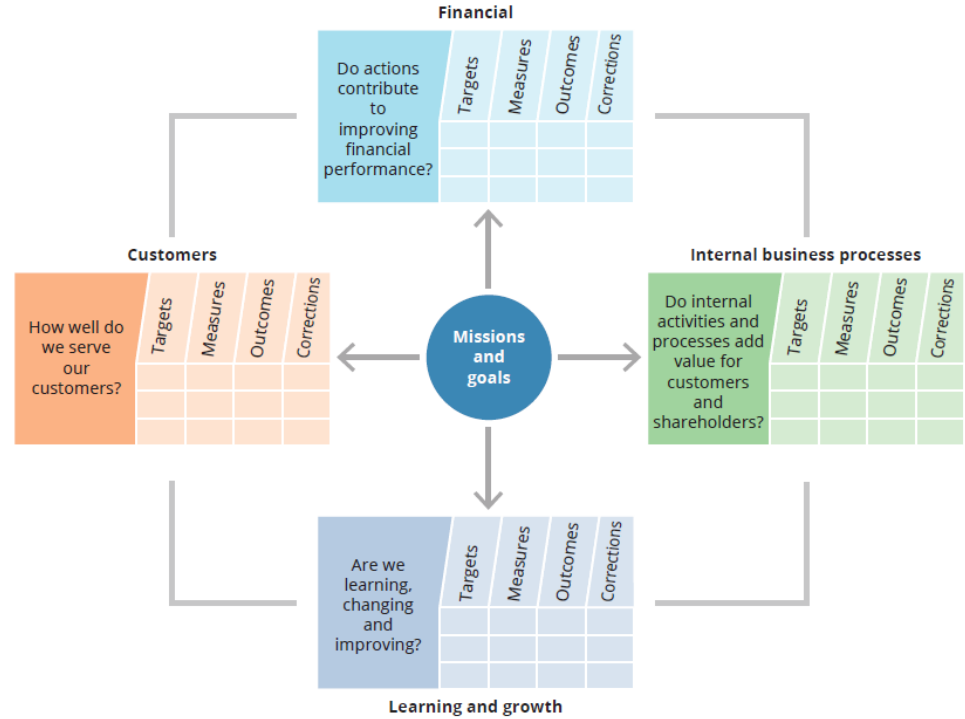 Financial
Do actions
contribute
to
improving
financial
performance?
Targets
Measures
Outcomes
Corrections
Customers
How well do
we serve
our
customers?
Targets
Measures
Outcomes
Corrections
Missions
and
goals
Internal business processes
Do internal
activities and
processes add
value for
customers
and
shareholders?
Targets
Measures
Outcomes
Corrections
Are we
learning,
changing
and
improving?
Targets
Measures
Outcomes
Corrections
Learning and growth